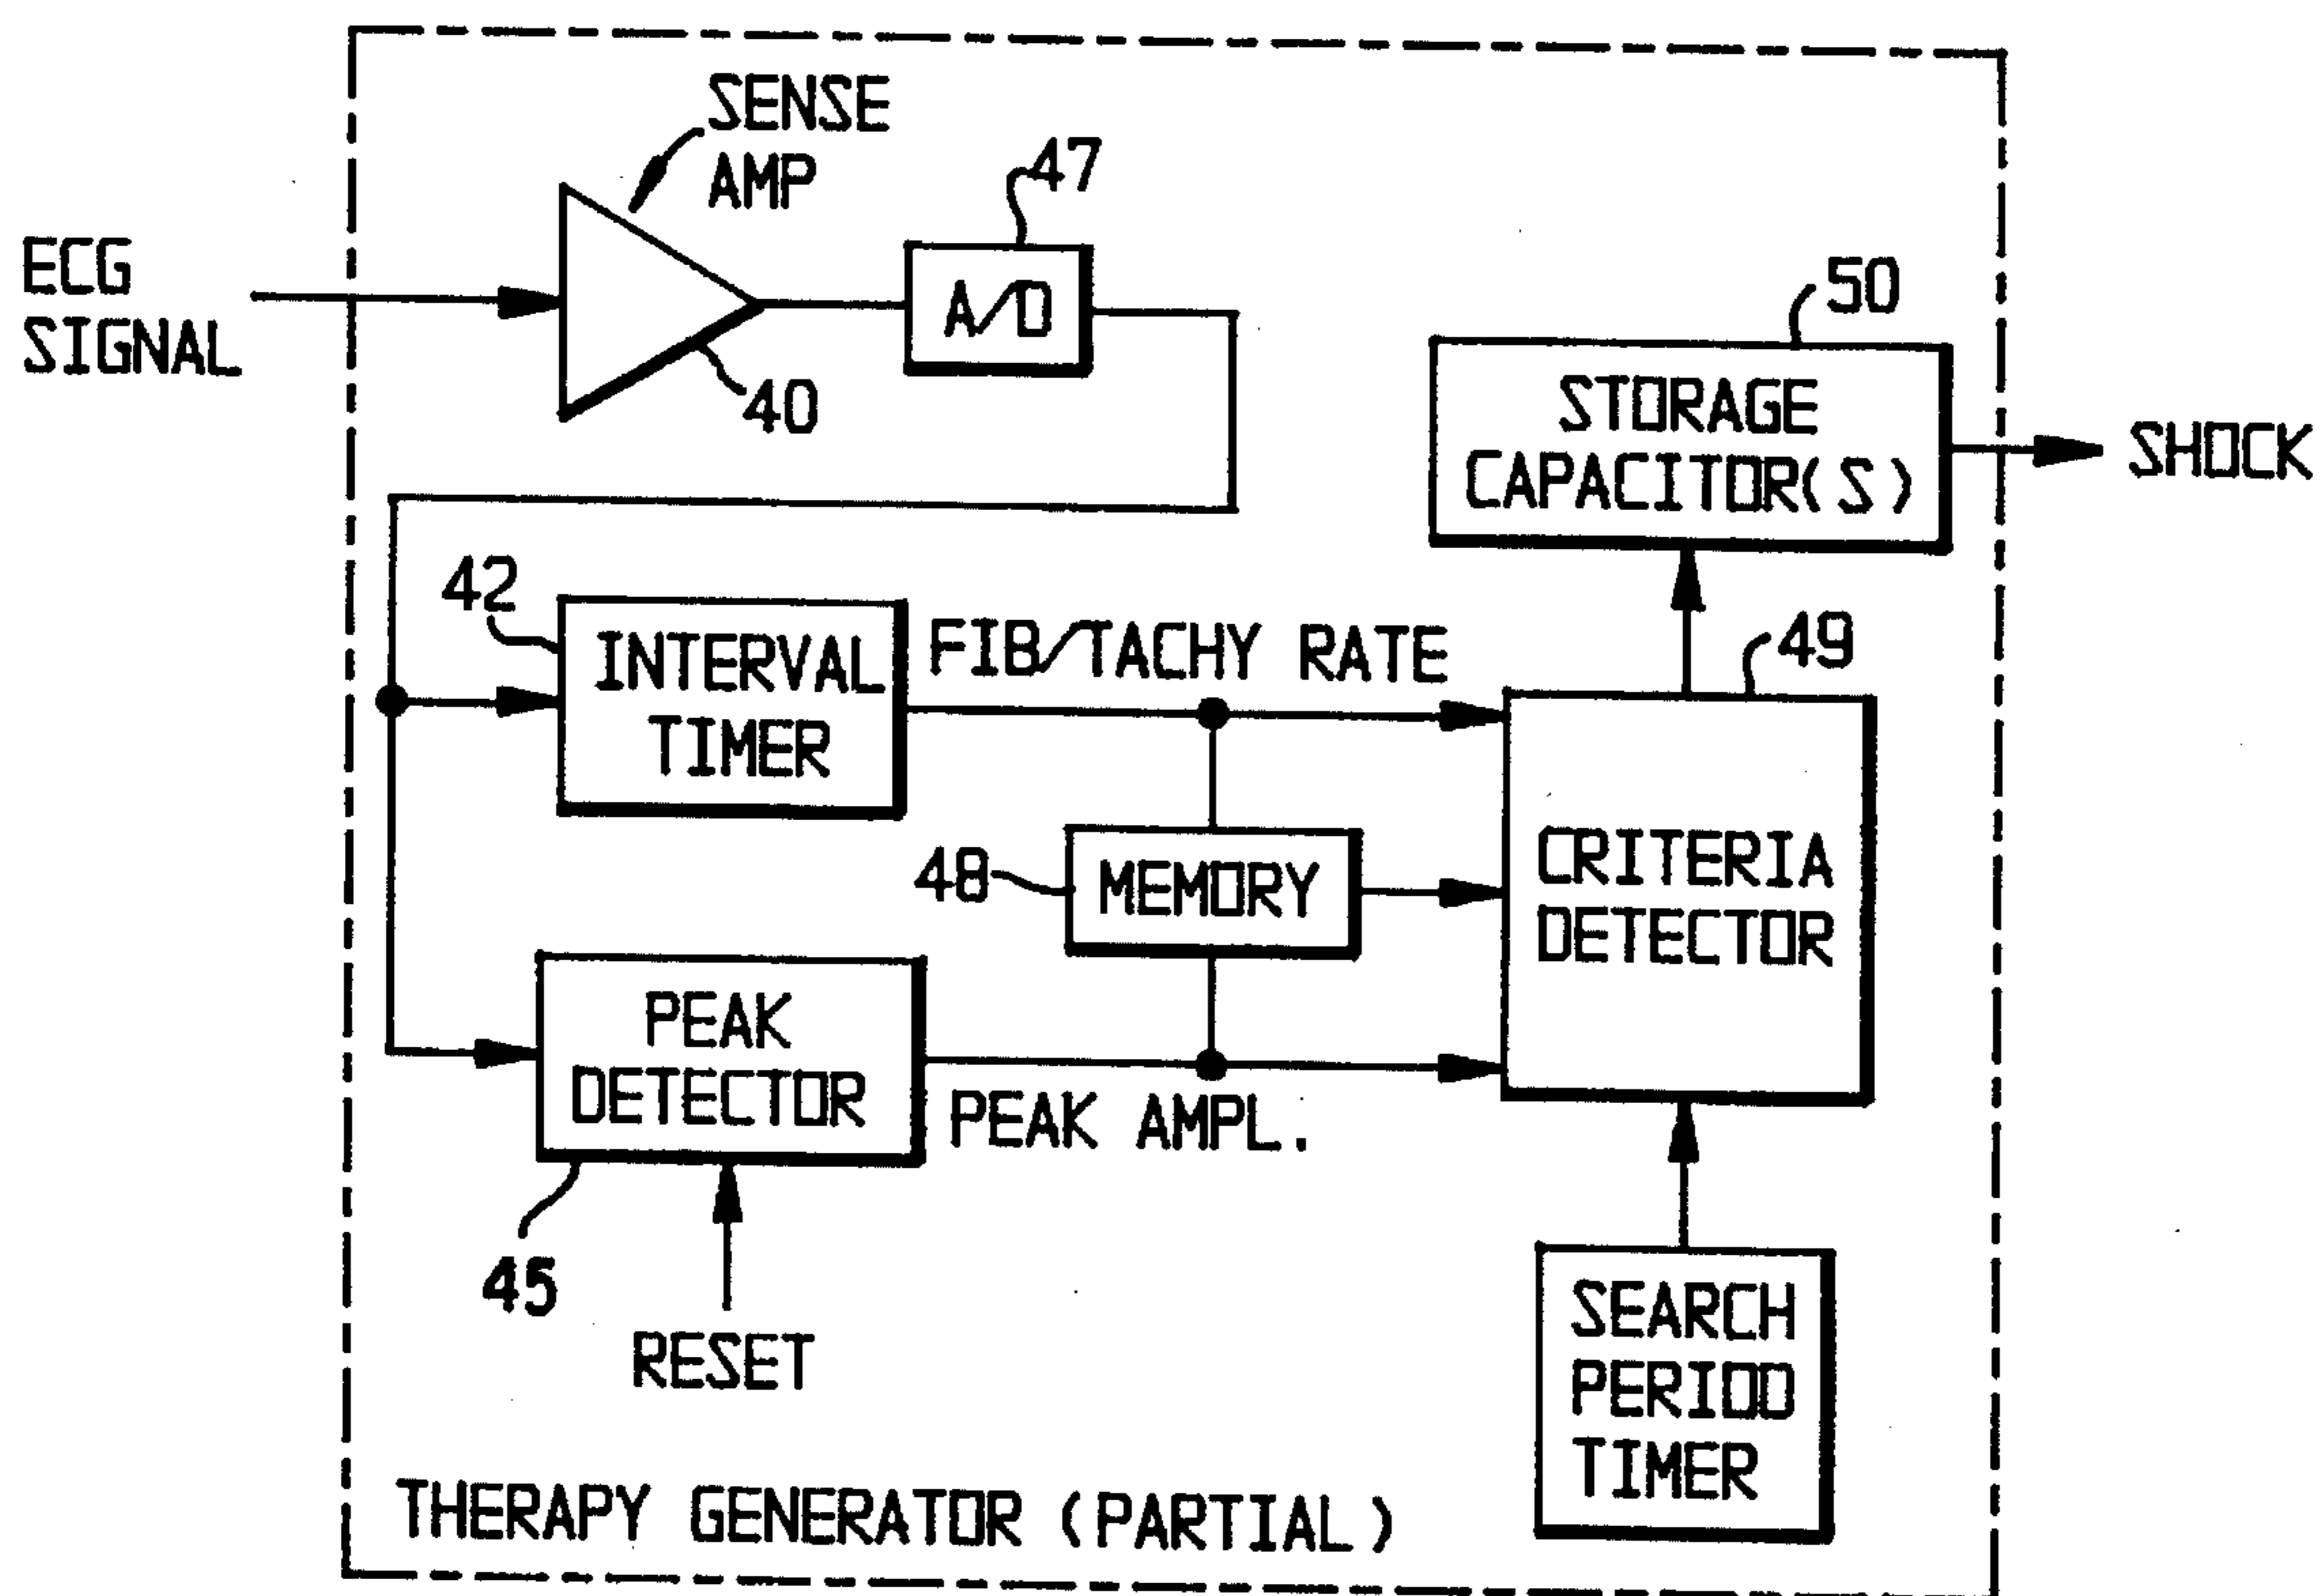 ECG
SIGNAL
SENSE
AMP
40
47
A/D
50
STORAGE
CAPACITOR(S)
SHOCK
42
INTERVAL
TIMER
FIB/TACHY RATE
49
48
MEMORY
CRITERIA
DETECTOR
PEAK
DETECTOR
PEAK AMPL.
45
RESET
SEARCH
PERIOD
TIMER
THERAPY GENERATOR (PARTIAL)